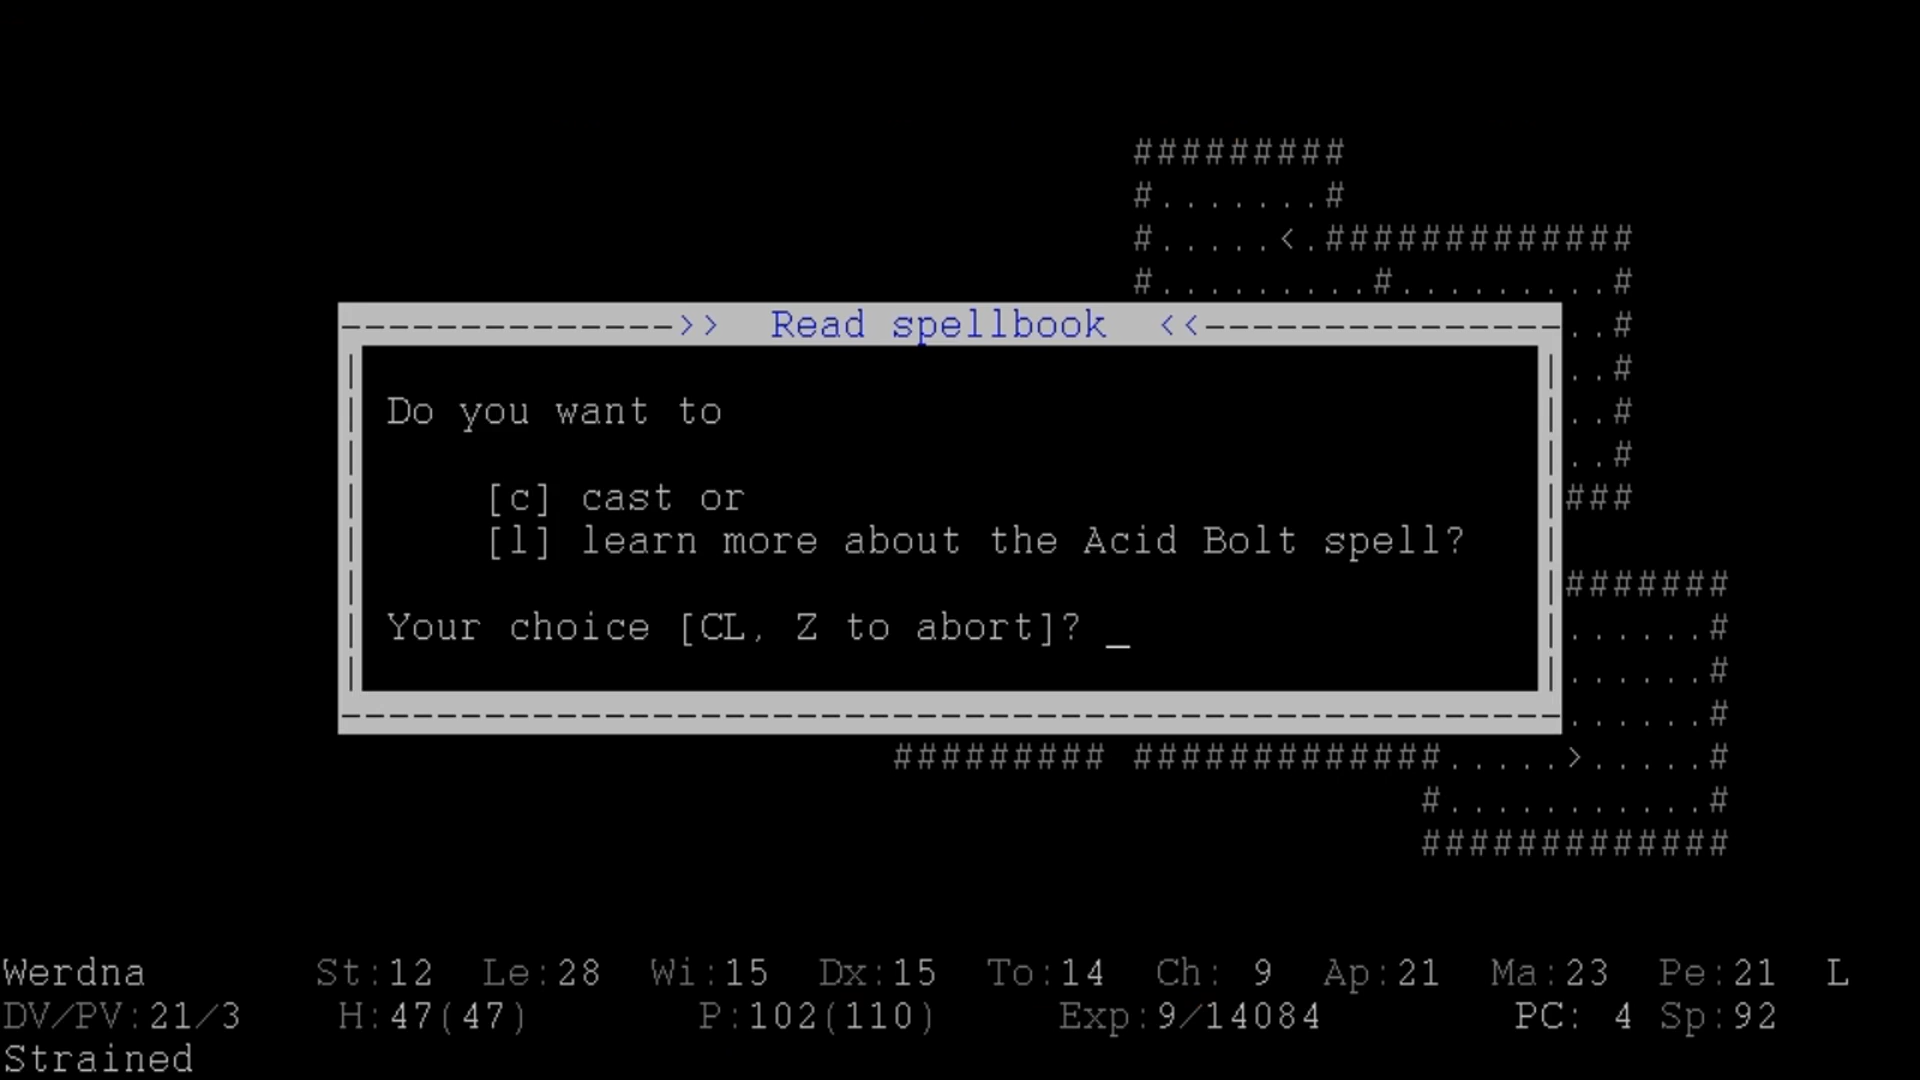 #########
#.......#
#.....<.#############
#.........#.........#
-------------->>  Read spellbook  <<---------------..#
Do you want to ..#
..#
[c] cast or ..#
[l] learn more about the Acid Bolt spell? ###
#######
Your choice [CL, Z to abort]? _ ......#
......#
----------------------------------------------------......#
######### #############.....>.....#
#...........#
#############
Werdna St:12 Le:28 Wi:15 Dx:15 To:14 Ch: 9 Ap:21 Ma:23 Pe:21 L
DV/PV:21/3 H:47(47) P:102(110) Exp:9/14084 PC: 4 Sp:92
Strained